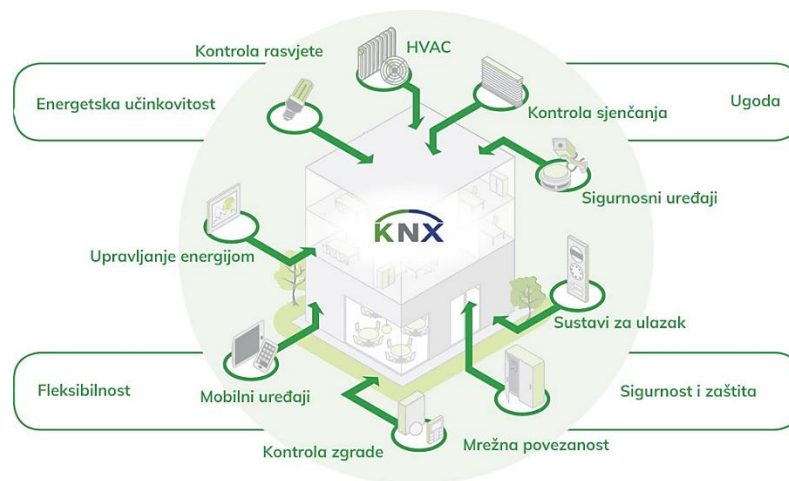 Kontrola rasvjete
HVAC
Energetska učinkovitost
Kontrola sjenčanja
Ugoda
Sigurnosni uređaji
KNX
Upravljanje energijom
Sustavi za ulazak
Fleksibilnost
Mobilni uređaji
Sigurnost i zaštita
Kontrola zgrade
Mrežna povezanost